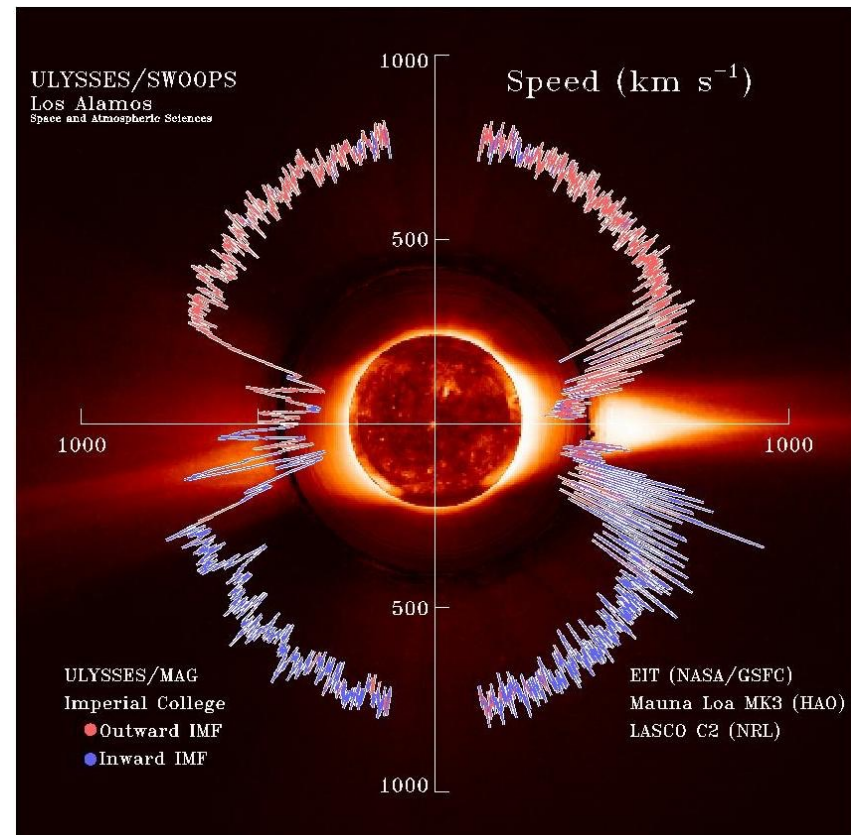 ULYSSES/SWOOPS
Los Alamos
Space and Atmospheric Sciences
Speed (km s⁻¹)
1000
500
1000
1000
500
1000
ULYSSES/MAG
Imperial College
Outward IMF
Inward IMF
EIT (NASA/GSFC)
Mauna Loa MK3 (HAO)
LASCO C2 (NRL)